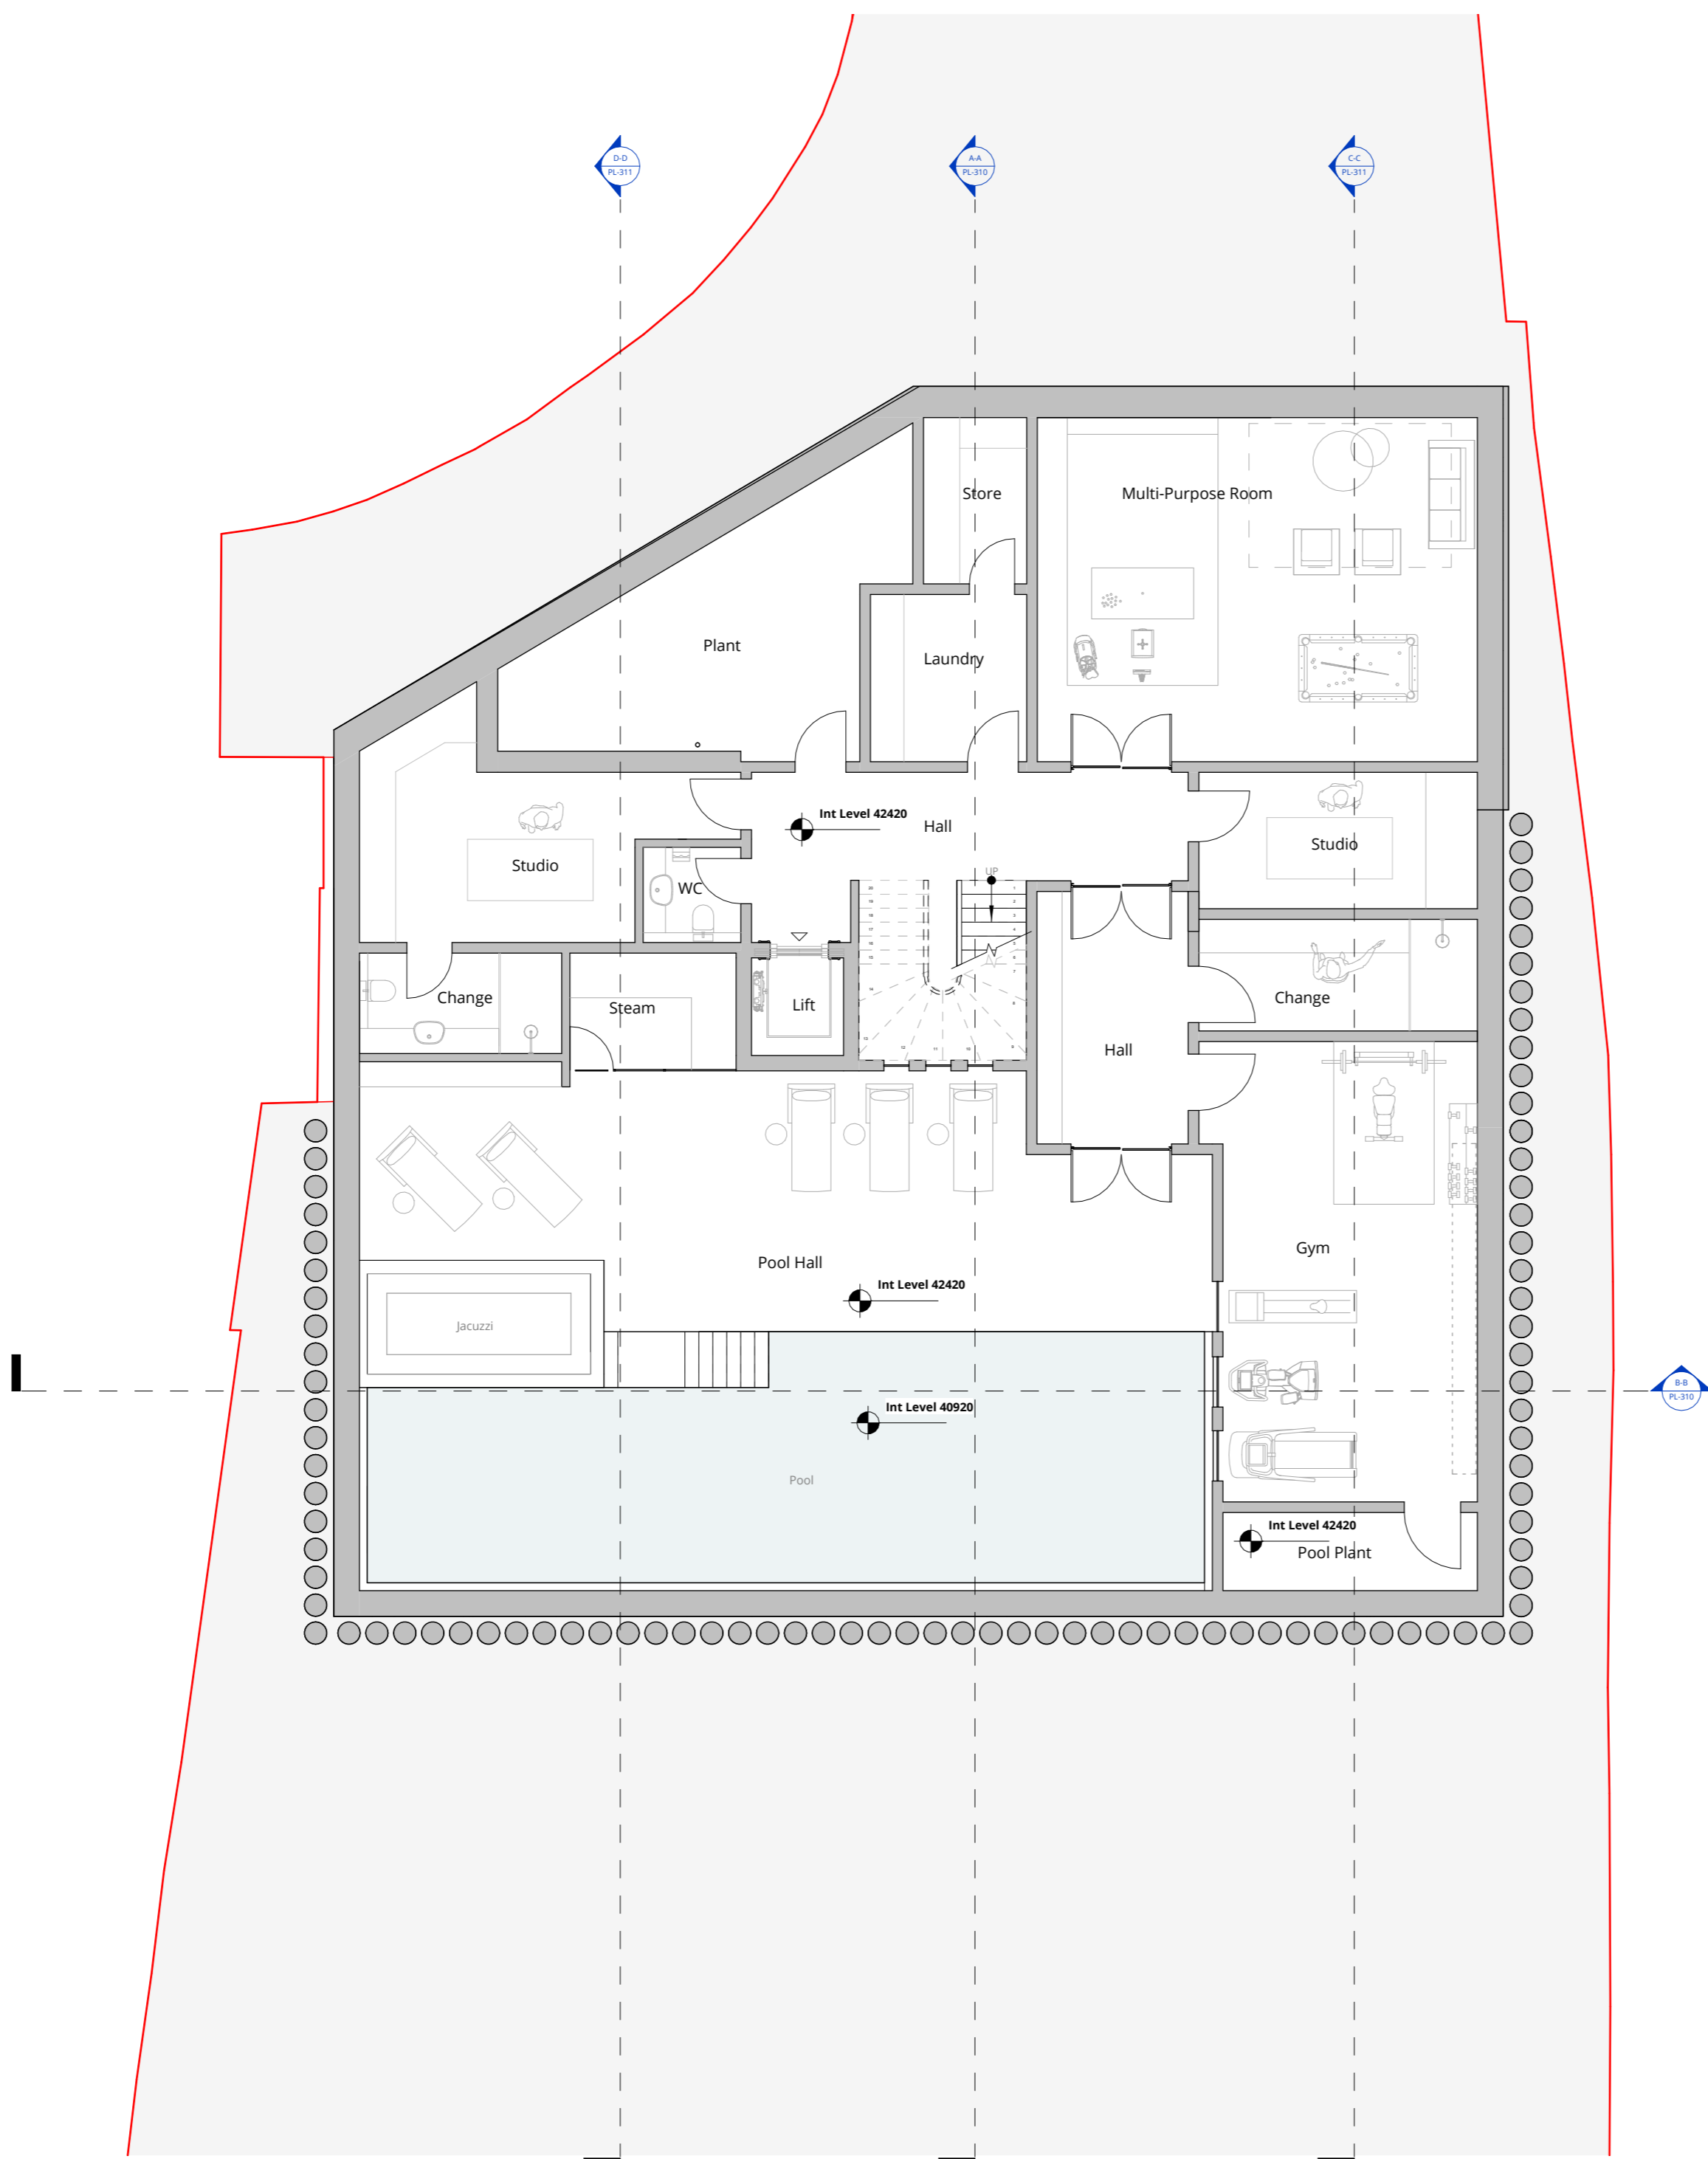 D-D
PL-311
A-A
PL-310
C-C
PL-311
Store
Multi-Purpose Room
Plant
Laundry
Int Level 42420
Hall
Studio
Studio
WC
UP
Change
Steam
Lift
Change
Hall
Gym
Pool Hall
Int Level 42420
Jacuzzi
B-B
PL-310
Int Level 40920
Pool
Int Level 42420
Pool Plant